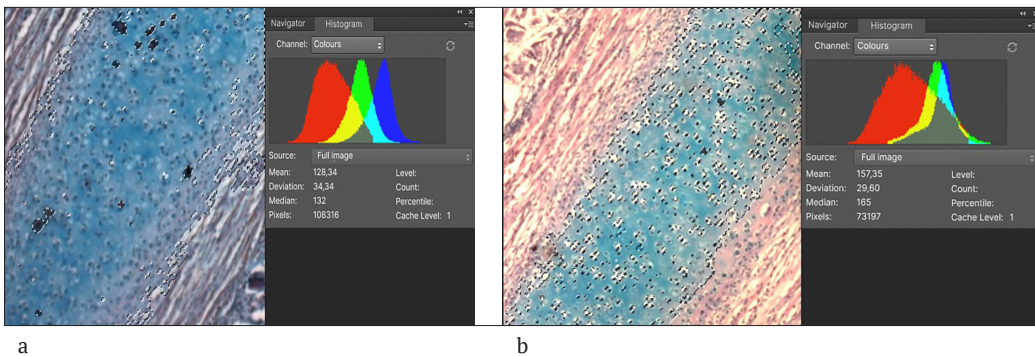 Navigator Histogram
Channel: Colours
Source: Full image
Mean: 128,34 Level:
Deviation: 34,34 Count:
Median: 132 Percentile:
Pixels: 108316 Cache Level: 1
a
Navigator Histogram
Channel: Colours
Source: Full image
Mean: 157,35 Level:
Deviation: 29,60 Count:
Median: 165 Percentile:
Pixels: 73197 Cache Level: 1
b